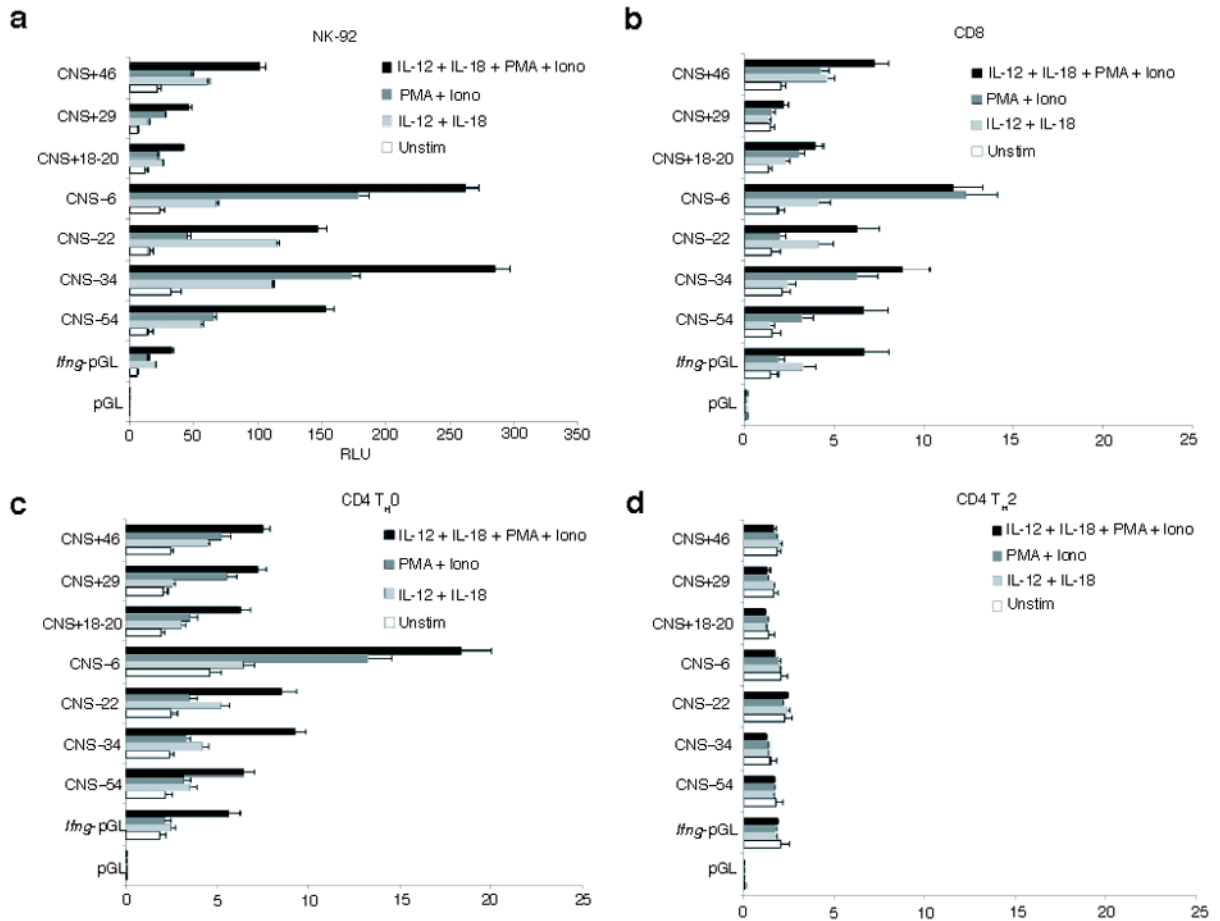 a
NK-92
CNS+46
CNS+29
CNS+18-20
CNS–6
CNS–22
CNS–34
CNS–54
Ifng-pGL
pGL
IL-12 + IL-18 + PMA + Iono
PMA + Iono
IL-12 + IL-18
Unstim
0 50 100 150 200 250 300 350
RLU
b
CD8
CNS+46
CNS+29
CNS+18-20
CNS–6
CNS–22
CNS–34
CNS–54
Ifng-pGL
pGL
IL-12 + IL-18 + PMA + Iono
PMA + Iono
IL-12 + IL-18
Unstim
0 5 10 15 20 25
c
CD4 TH0
CNS+46
CNS+29
CNS+18-20
CNS–6
CNS–22
CNS–34
CNS–54
Ifng-pGL
pGL
IL-12 + IL-18 + PMA + Iono
PMA + Iono
IL-12 + IL-18
Unstim
0 5 10 15 20 25
d
CD4 TH2
CNS+46
CNS+29
CNS+18-20
CNS–6
CNS–22
CNS–34
CNS–54
Ifng-pGL
pGL
IL-12 + IL-18 + PMA + Iono
PMA + Iono
IL-12 + IL-18
Unstim
0 5 10 15 20 25